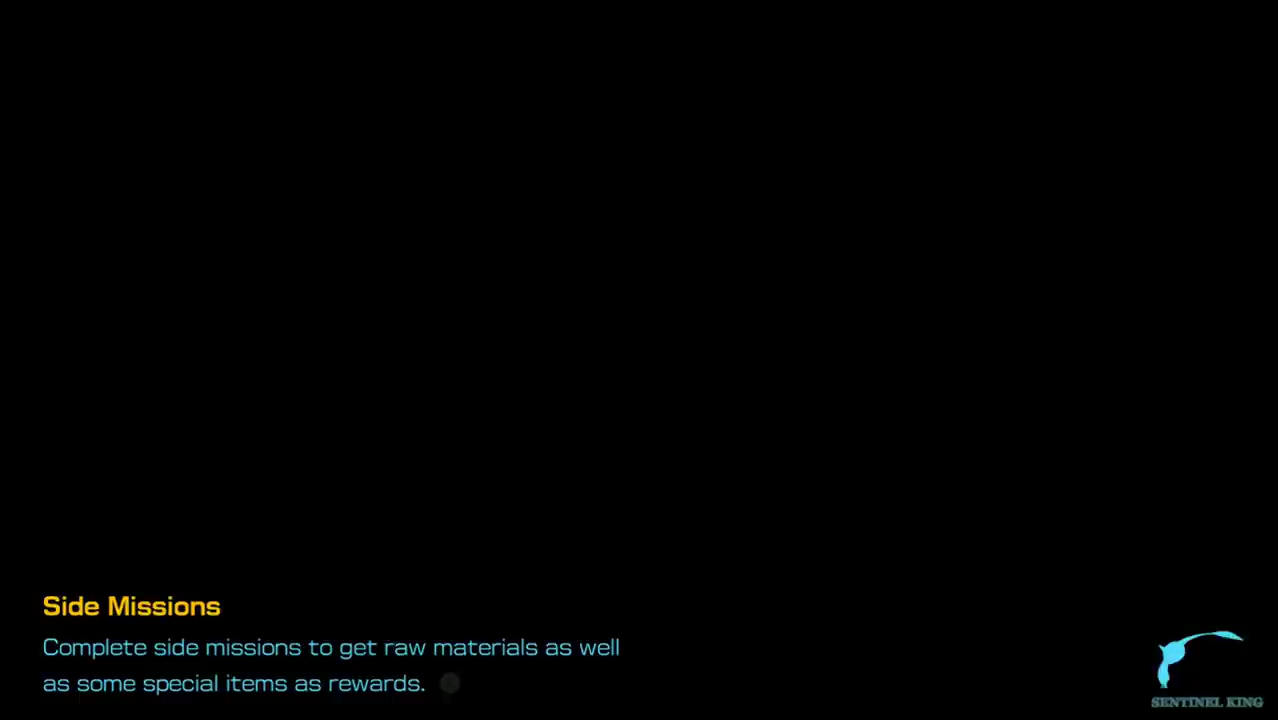 Side Missions
Complete side missions to get raw materials as well
as some special items as rewards.
SENTINEL KING